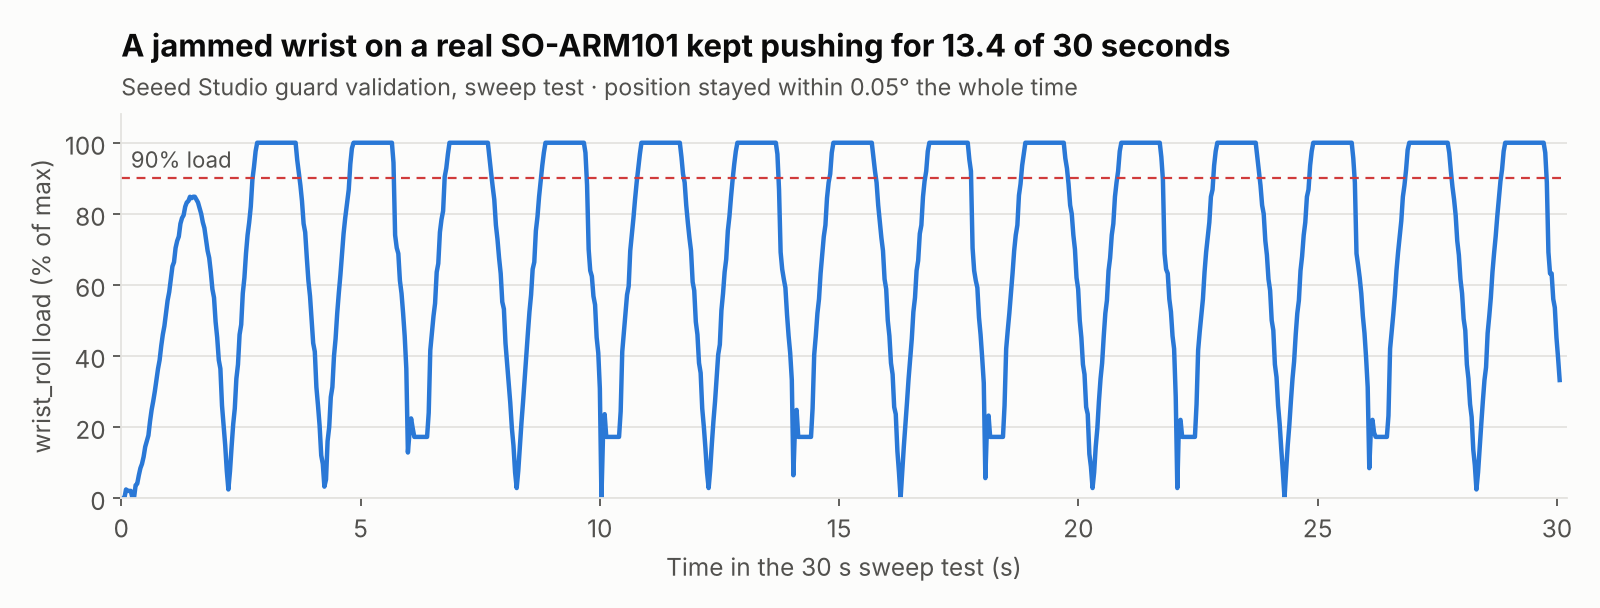 A jammed wrist on a real SO-ARM101 kept pushing for 13.4 of 30 seconds
Seeed Studio guard validation, sweep test · position stayed within 0.05° the whole time
wrist_roll load (% of max)
100
80
60
40
20
0
90% load
0 5 10 15 20 25 30
Time in the 30 s sweep test (s)